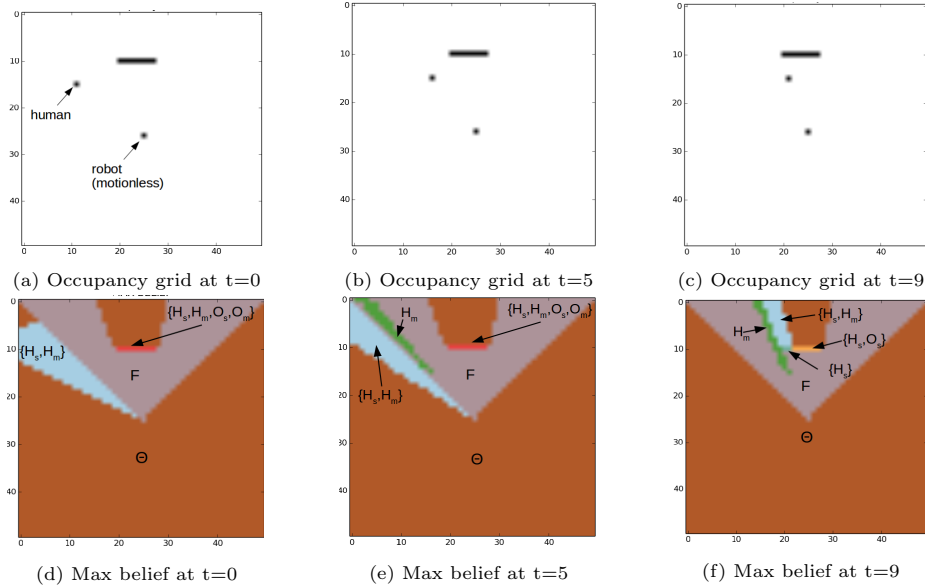 0
10
20
30
40
0 10 20 30 40
human
robot
(motionless)
(a) Occupancy grid at t=0
0
10
20
30
40
0 10 20 30 40
(b) Occupancy grid at t=5
0
10
20
30
40
0 10 20 30 40
(c) Occupancy grid at t=9
0
10
20
30
40
0 10 20 30 40
{Hs,Hm,Os,Om}
{Hs,Hm}
F
Θ
(d) Max belief at t=0
0
10
20
30
40
0 10 20 30 40
{Hs,Hm,Os,Om}
Hm
F
{Hs,Hm}
Θ
(e) Max belief at t=5
0
10
20
30
40
0 10 20 30 40
{Hs,Hm}
Hm
{Hs,Os}
{Hs}
F
Θ
(f) Max belief at t=9